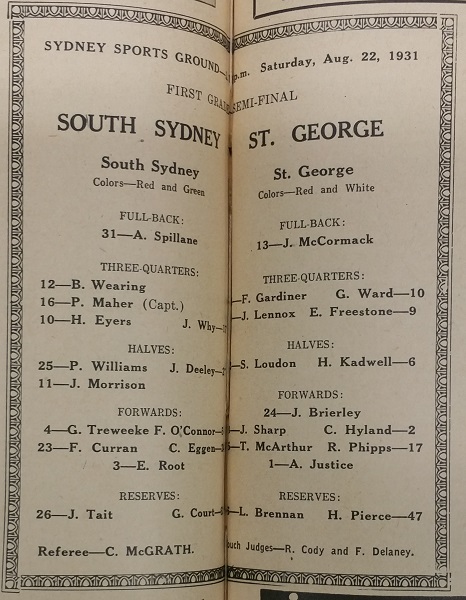 SYDNEY SPORTS GROUND— p.m. Saturday, Aug. 22, 1931
FIRST GRADE SEMI-FINAL
SOUTH SYDNEY
South Sydney
Colors—Red and Green
FULL-BACK:
31—A. Spillane
THREE-QUARTERS:
12—B. Wearing
16—P. Maher (Capt.)
10—H. Eyers J. Why—
HALVES:
25—P. Williams J. Deeley—
11—J. Morrison
FORWARDS:
4—G. Treweeke F. O'Connor—
23—F. Curran C. Eggen—
3—E. Root
RESERVES:
26—J. Tait G. Court—
Referee—C. McGRATH.
ST. GEORGE
St. George
Colors—Red and White
FULL-BACK:
13—J. McCormack
THREE-QUARTERS:
—F. Gardiner G. Ward—10
—J. Lennox E. Freestone—9
HALVES:
—S. Loudon H. Kadwell—6
FORWARDS:
24—J. Brierley
—J. Sharp C. Hyland—2
—T. McArthur R. Phipps—17
1—A. Justice
RESERVES:
—L. Brennan H. Pierce—47
ouch Judges—R. Cody and F. Delaney.